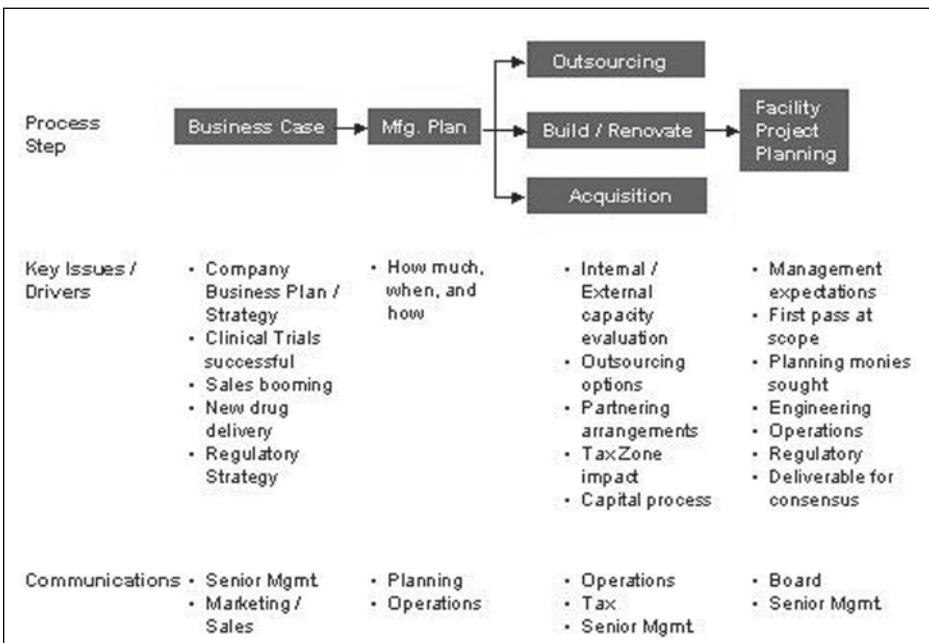 Process
Step
Business Case
Mfg. Plan
Outsourcing
Build / Renovate
Acquisition
Facility
Project
Planning
Key Issues /
Drivers
• Company
Business Plan /
Strategy
• Clinical Trials
successful
• Sales booming
• New drug
delivery
• Regulatory
Strategy
• How much,
when, and
how
• Internal /
External
capacity
evaluation
• Outsourcing
options
• Partnering
arrangements
• Tax Zone
impact
• Capital process
• Management
expectations
• First pass at
scope
• Planning monies
sought
• Engineering
• Operations
• Regulatory
• Deliverable for
consensus
Communications
• Senior Mgmt.
• Marketing /
Sales
• Planning
• Operations
• Operations
• Tax
• Senior Mgmt.
• Board
• Senior Mgmt.